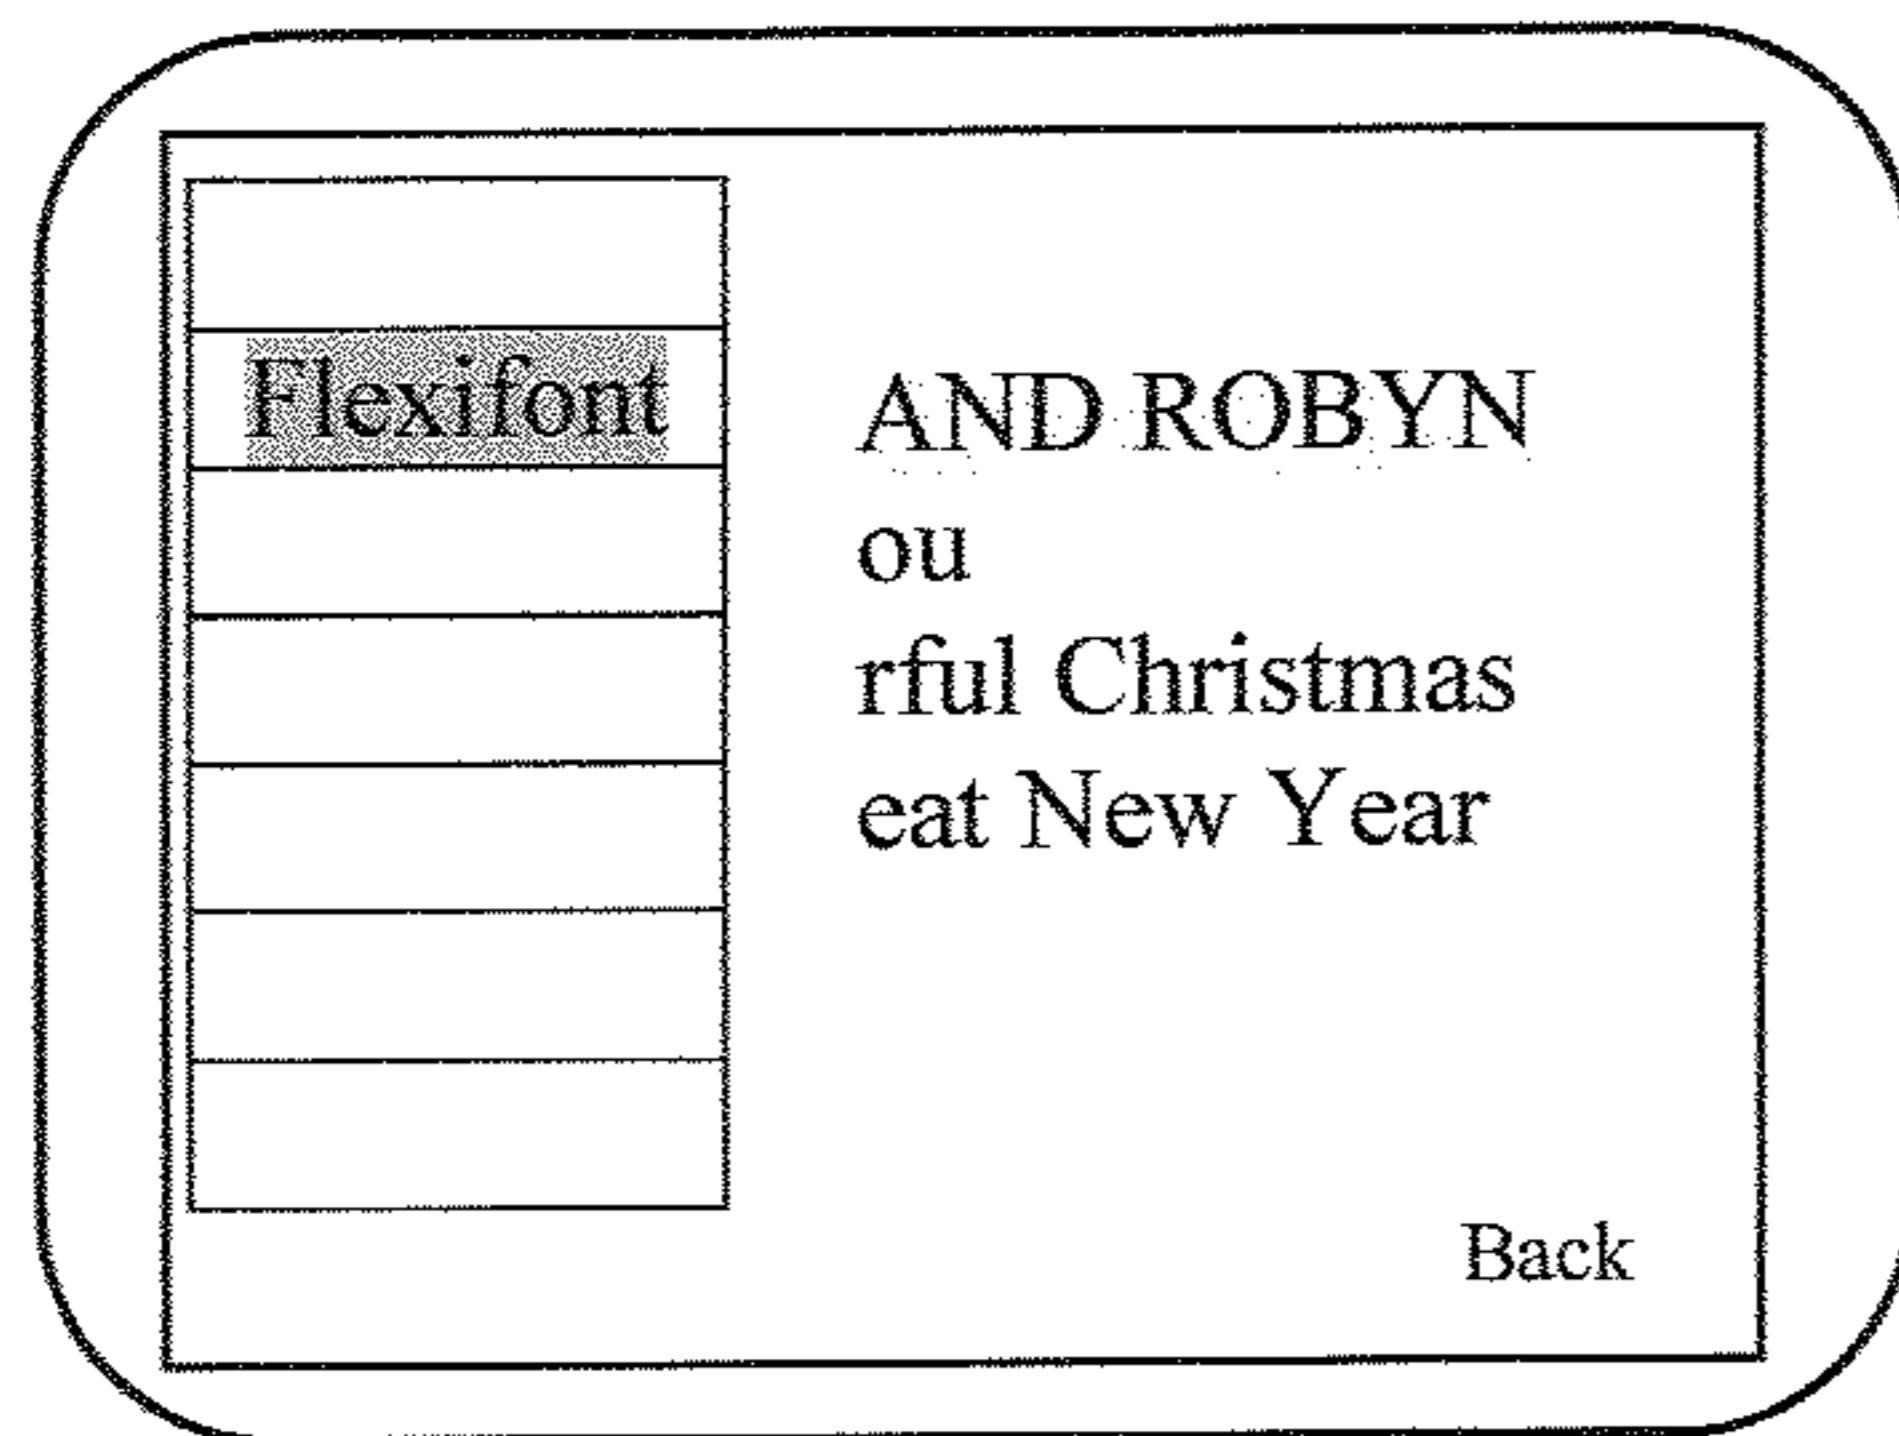 Flexifont
AND ROBYN
ou
rful Christmas
eat New Year
Back